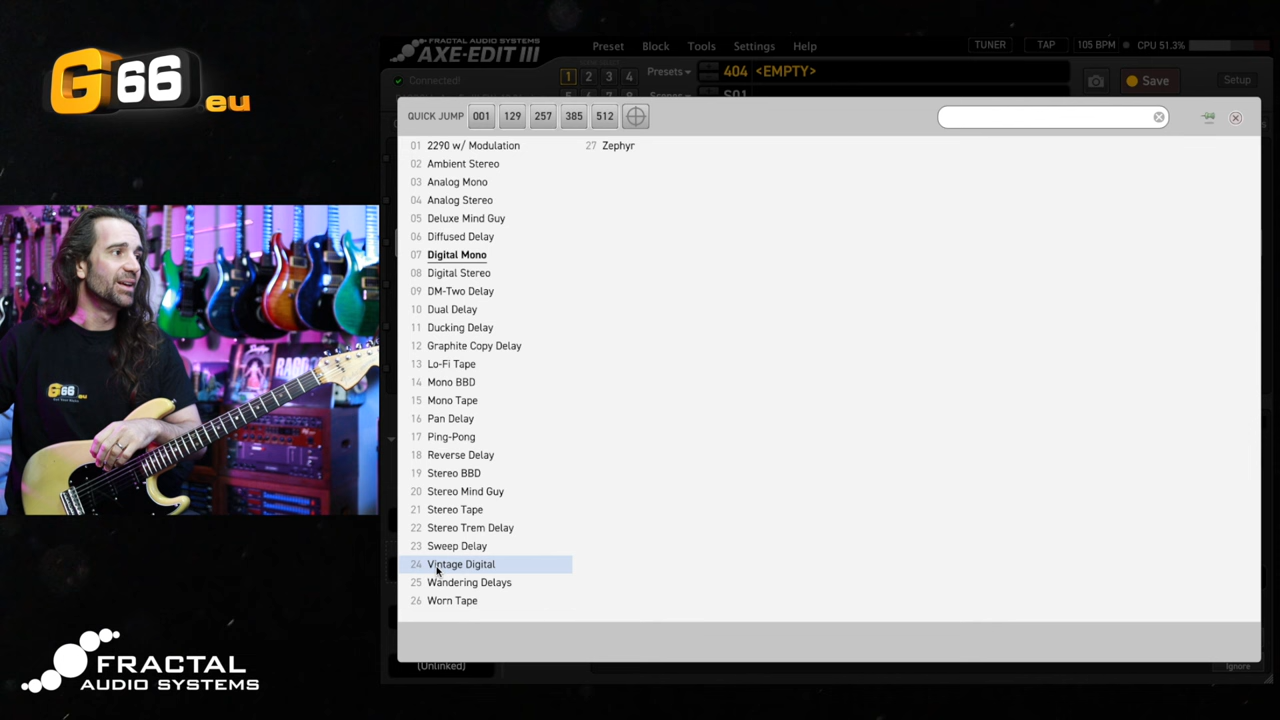 G66
.eu
FRACTAL AUDIO SYSTEMS
AXE-EDIT III
Preset Block Tools Settings Help
TUNER TAP 105 BPM CPU 51.3%
Connected!
1 2 3 4
Presets
404 <EMPTY>
Save
Setup
QUICK JUMP 001 129 257 385 512
01 2290 w/ Modulation
02 Ambient Stereo
03 Analog Mono
04 Analog Stereo
05 Deluxe Mind Guy
06 Diffused Delay
07 Digital Mono
08 Digital Stereo
09 DM-Two Delay
10 Dual Delay
11 Ducking Delay
12 Graphite Copy Delay
13 Lo-Fi Tape
14 Mono BBD
15 Mono Tape
16 Pan Delay
17 Ping-Pong
18 Reverse Delay
19 Stereo BBD
20 Stereo Mind Guy
21 Stereo Tape
22 Stereo Trem Delay
23 Sweep Delay
24 Vintage Digital
25 Wandering Delays
26 Worn Tape
27 Zephyr
(Unlinked)
Ignore
G66.eu
FRACTAL
AUDIO SYSTEMS